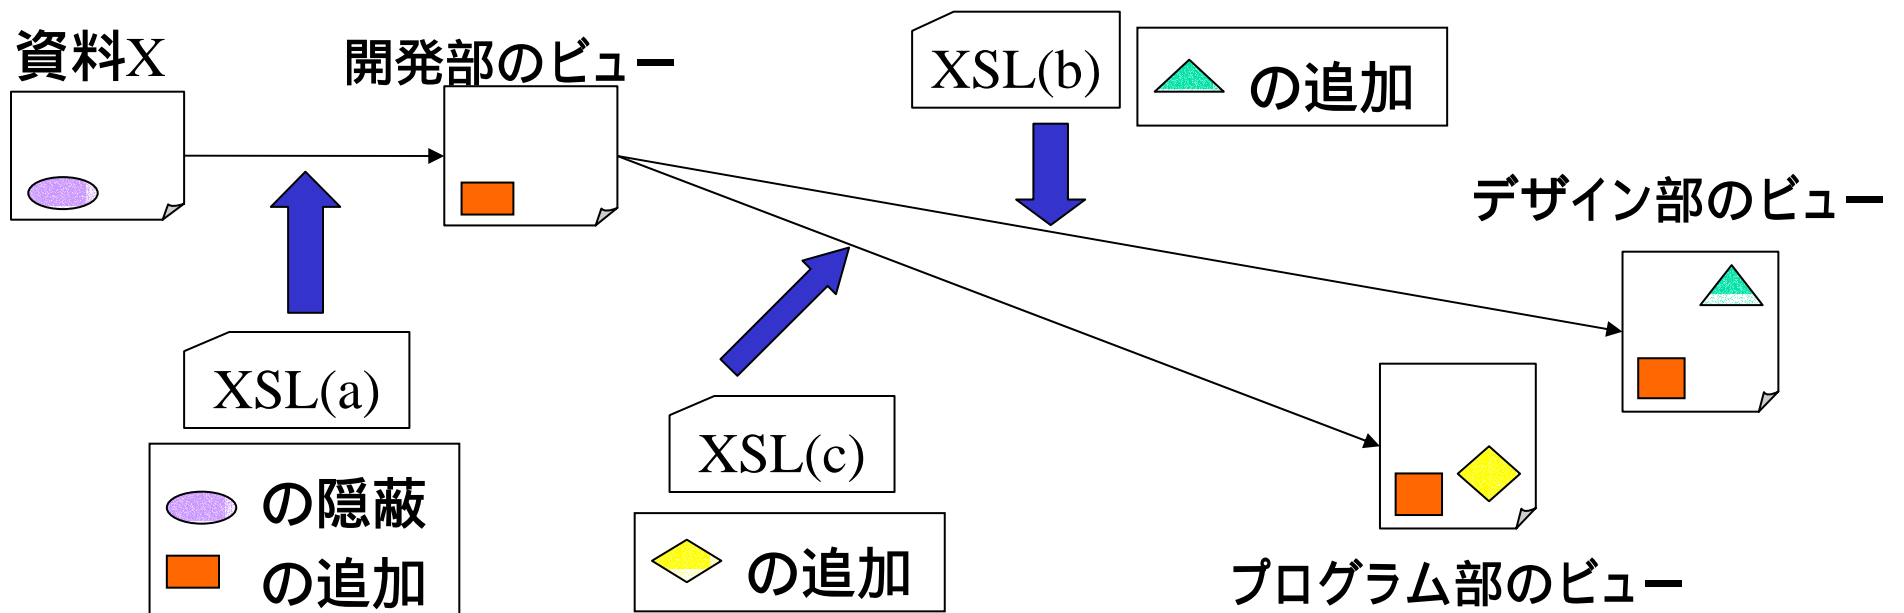 資料X
開発部のビュー
XSL(b)
の追加
デザイン部のビュー
XSL(a)
の隠蔽
の追加
XSL(c)
の追加
プログラム部のビュー